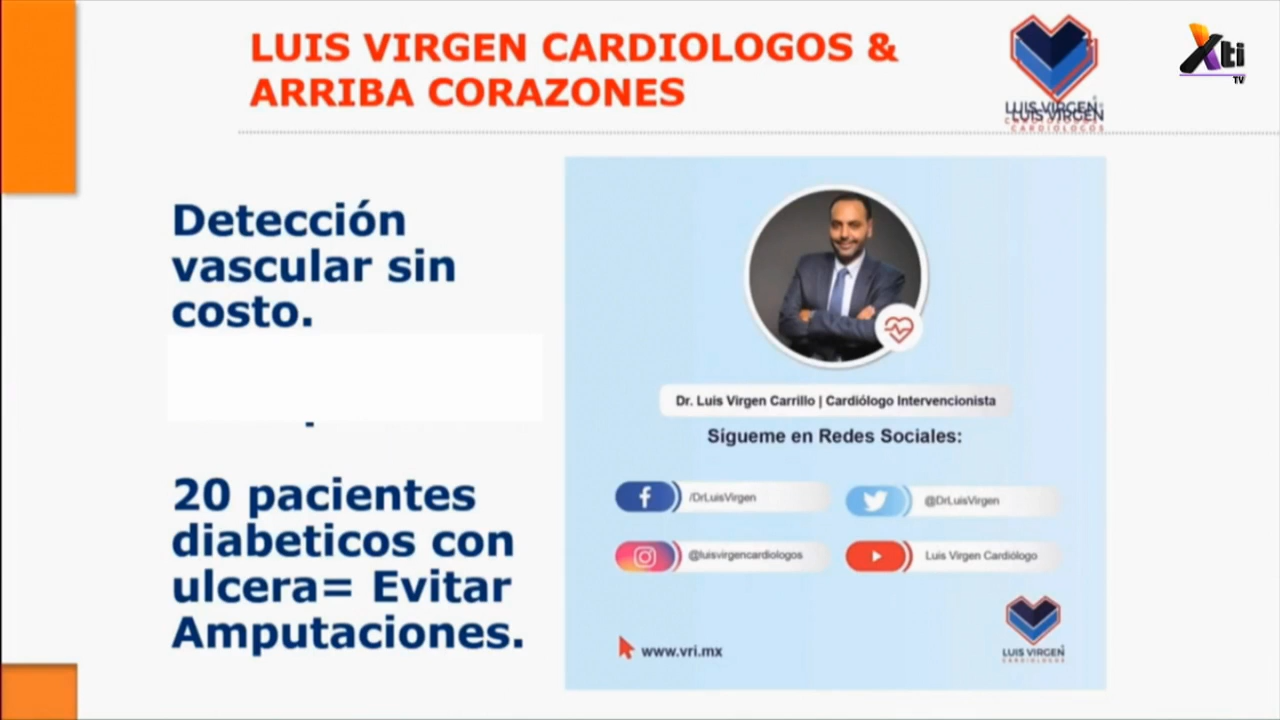 LUIS VIRGEN CARDIOLOGOS &
ARRIBA CORAZONES
LUIS VIRGEN
LUIS VIRGEN
CARDIOLOGOS
Xti
TV
Detección
vascular sin
costo.
20 pacientes
diabeticos con
ulcera= Evitar
Amputaciones.
Dr. Luis Virgen Carrillo | Cardiólogo Intervencionista
Sígueme en Redes Sociales:
/DrLuisVirgen
@DrLuisVirgen
@luisvirgencardiologos
Luis Virgen Cardiólogo
www.vri.mx
LUIS VIRGEN
CARDIOLOGOS